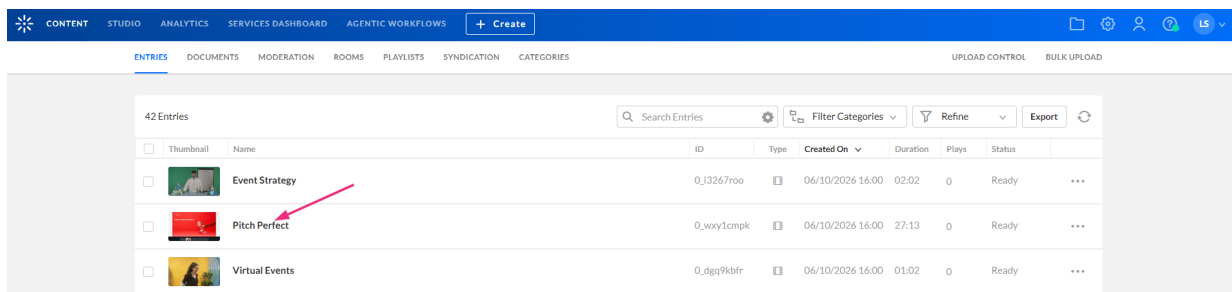 CONTENT STUDIO ANALYTICS SERVICES DASHBOARD AGENTIC WORKFLOWS + Create LS
ENTRIES DOCUMENTS MODERATION ROOMS PLAYLISTS SYNDICATION CATEGORIES UPLOAD CONTROL BULK UPLOAD
42 Entries Search Entries Filter Categories Refine Export
Thumbnail Name ID Type Created On Duration Plays Status
Event Strategy 0_i3267roo 06/10/2026 16:00 02:02 0 Ready
Pitch Perfect 0_wxy1cmpk 06/10/2026 16:00 27:13 0 Ready
Virtual Events 0_dgq9kbfr 06/10/2026 16:00 01:02 0 Ready